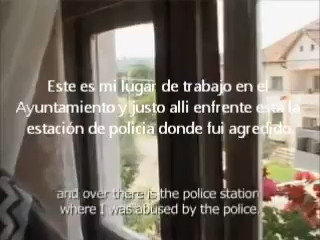 Este es mi lugar de trabajo en el
Ayuntamiento y justo alli enfrente está la
estación de policía donde fui agredido.
and over there is the police station
where I was abused by the police.